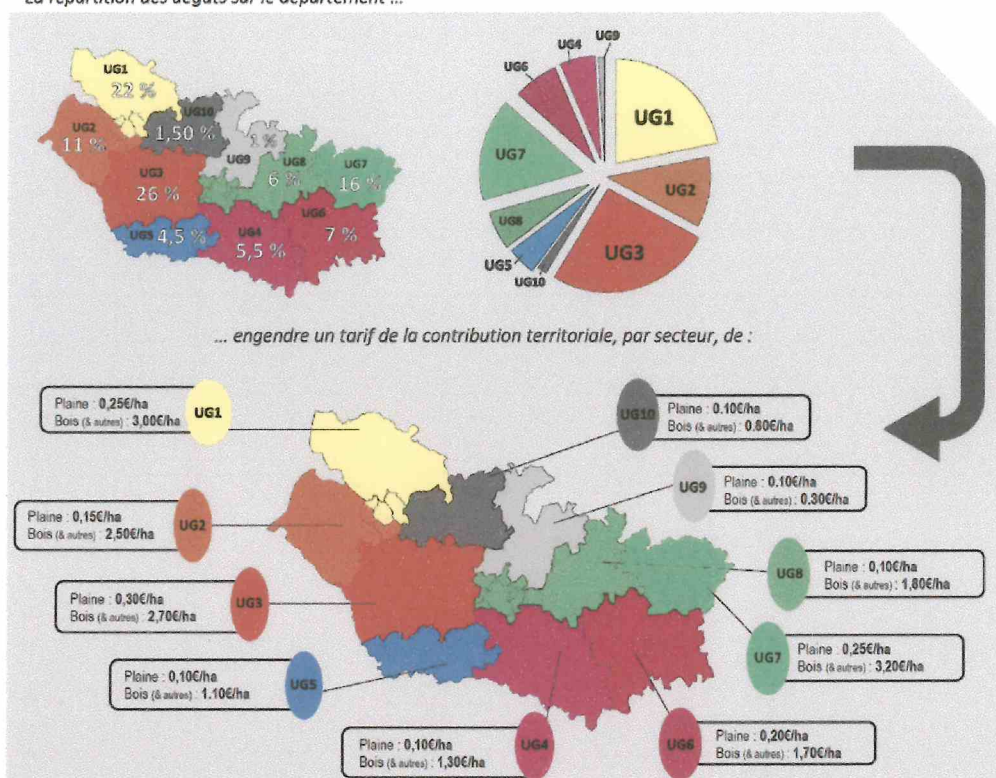 La répartition des dégâts sur le département ...
UG1
22 %
UG2
11 %
UG10
1,50 %
1 %
UG9
UG8
6 %
UG7
16 %
UG3
26 %
UG5 4,5 %
UG4
5,5 %
UG6
7 %
UG9
UG4
UG6
UG1
UG7
UG2
UG8
UG5
UG10
UG3
... engendre un tarif de la contribution territoriale, par secteur, de :
Plaine : 0,25€/ha
Bois (& autres) : 3,00€/ha
UG1
UG10
Plaine : 0.10€/ha
Bois (& autres) : 0.80€/ha
UG9
Plaine : 0.10€/ha
Bois (& autres) : 0.30€/ha
Plaine : 0,15€/ha
Bois (& autres) : 2,50€/ha
UG2
UG8
Plaine : 0,10€/ha
Bois (& autres) : 1,80€/ha
Plaine : 0,30€/ha
Bois (& autres) : 2,70€/ha
UG3
UG7
Plaine : 0,25€/ha
Bois (& autres) : 3,20€/ha
Plaine : 0,10€/ha
Bois (& autres) : 1.10€/ha
UG5
Plaine : 0,10€/ha
Bois (& autres) : 1,30€/ha
UG4
UG6
Plaine : 0,20€/ha
Bois (& autres) : 1,70€/ha